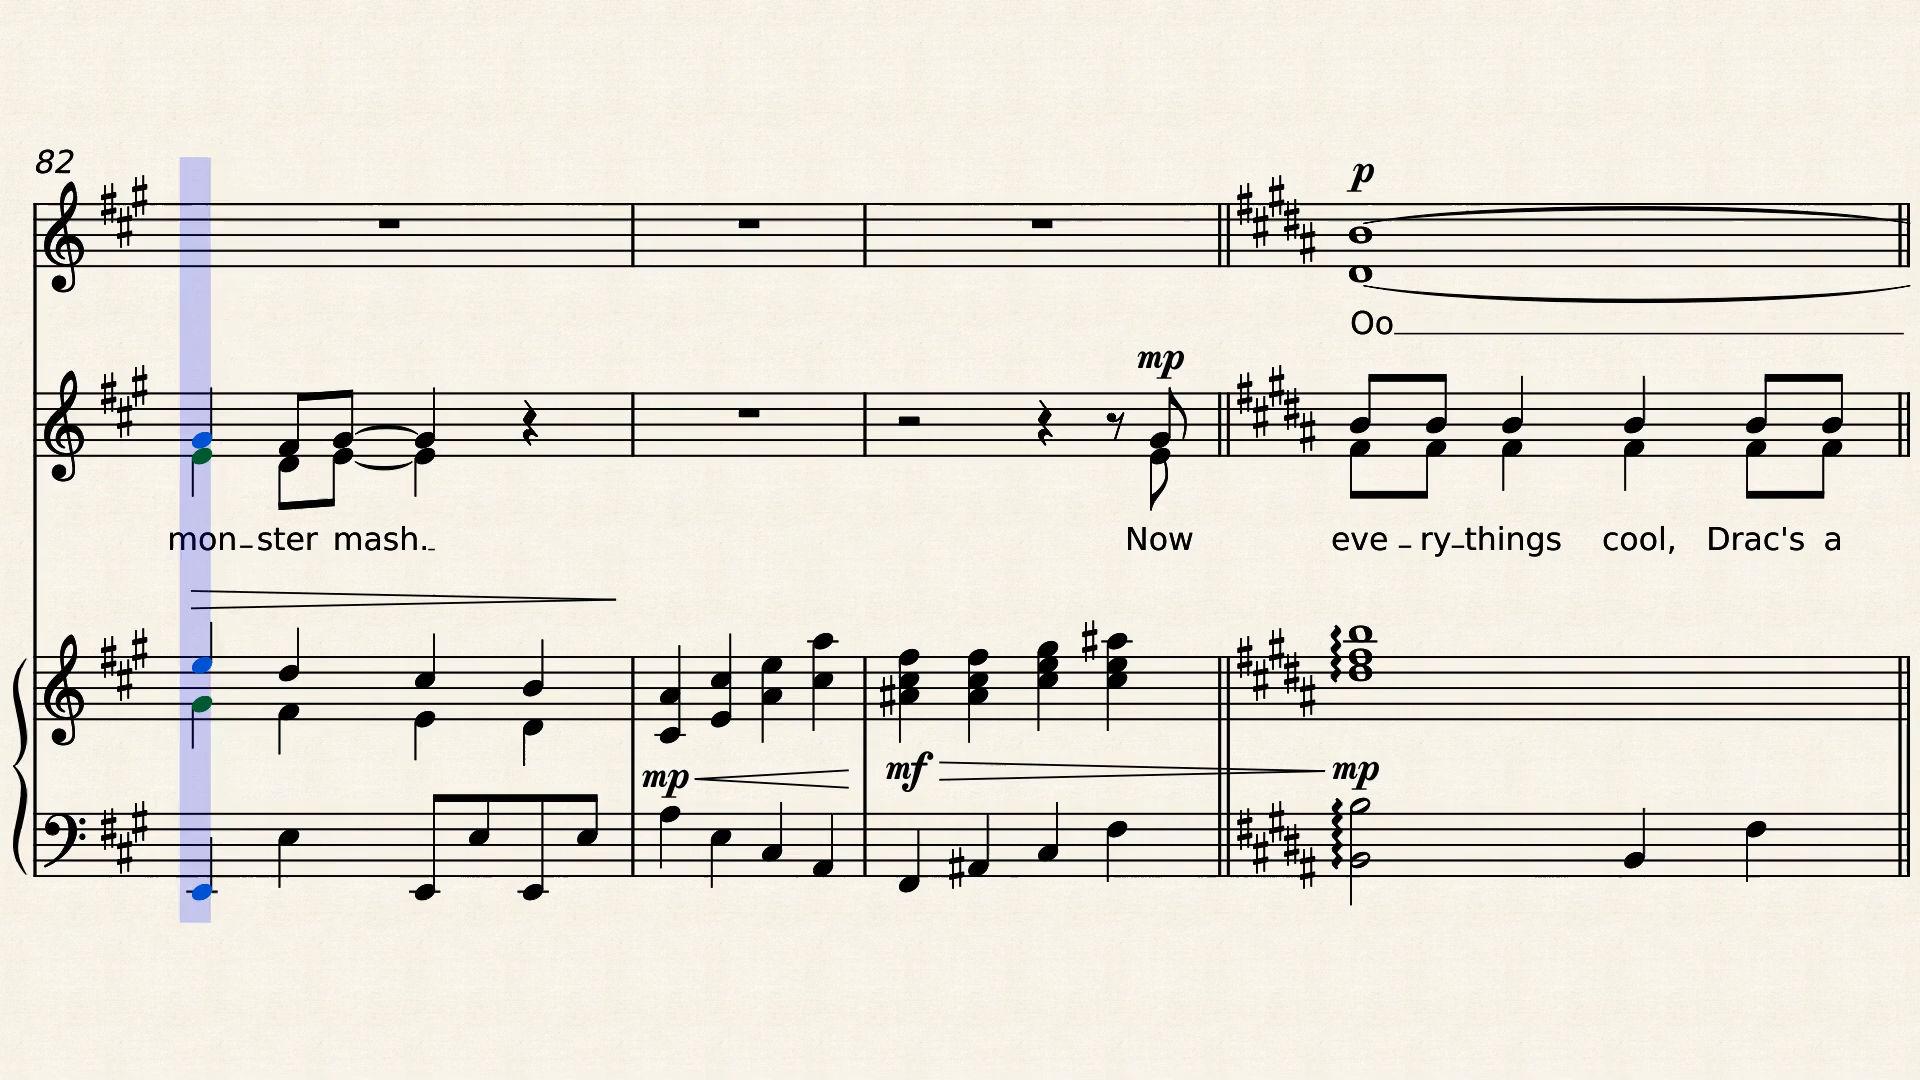 82
p
Oo
mp
mon-ster mash. Now eve-ry-things cool, Drac's a
mp mf mp